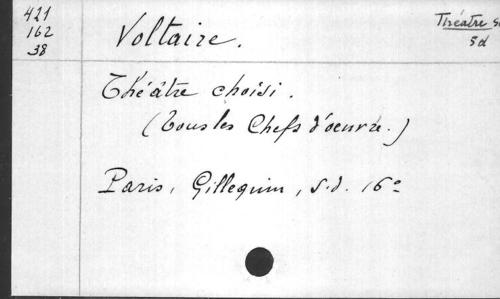 421
162
38
Voltaire.
Théâtre
5d
Théâtre choisi.
(Tous les Chefs d'oeuvre.)
Paris, Gillequin, s.d. 16°